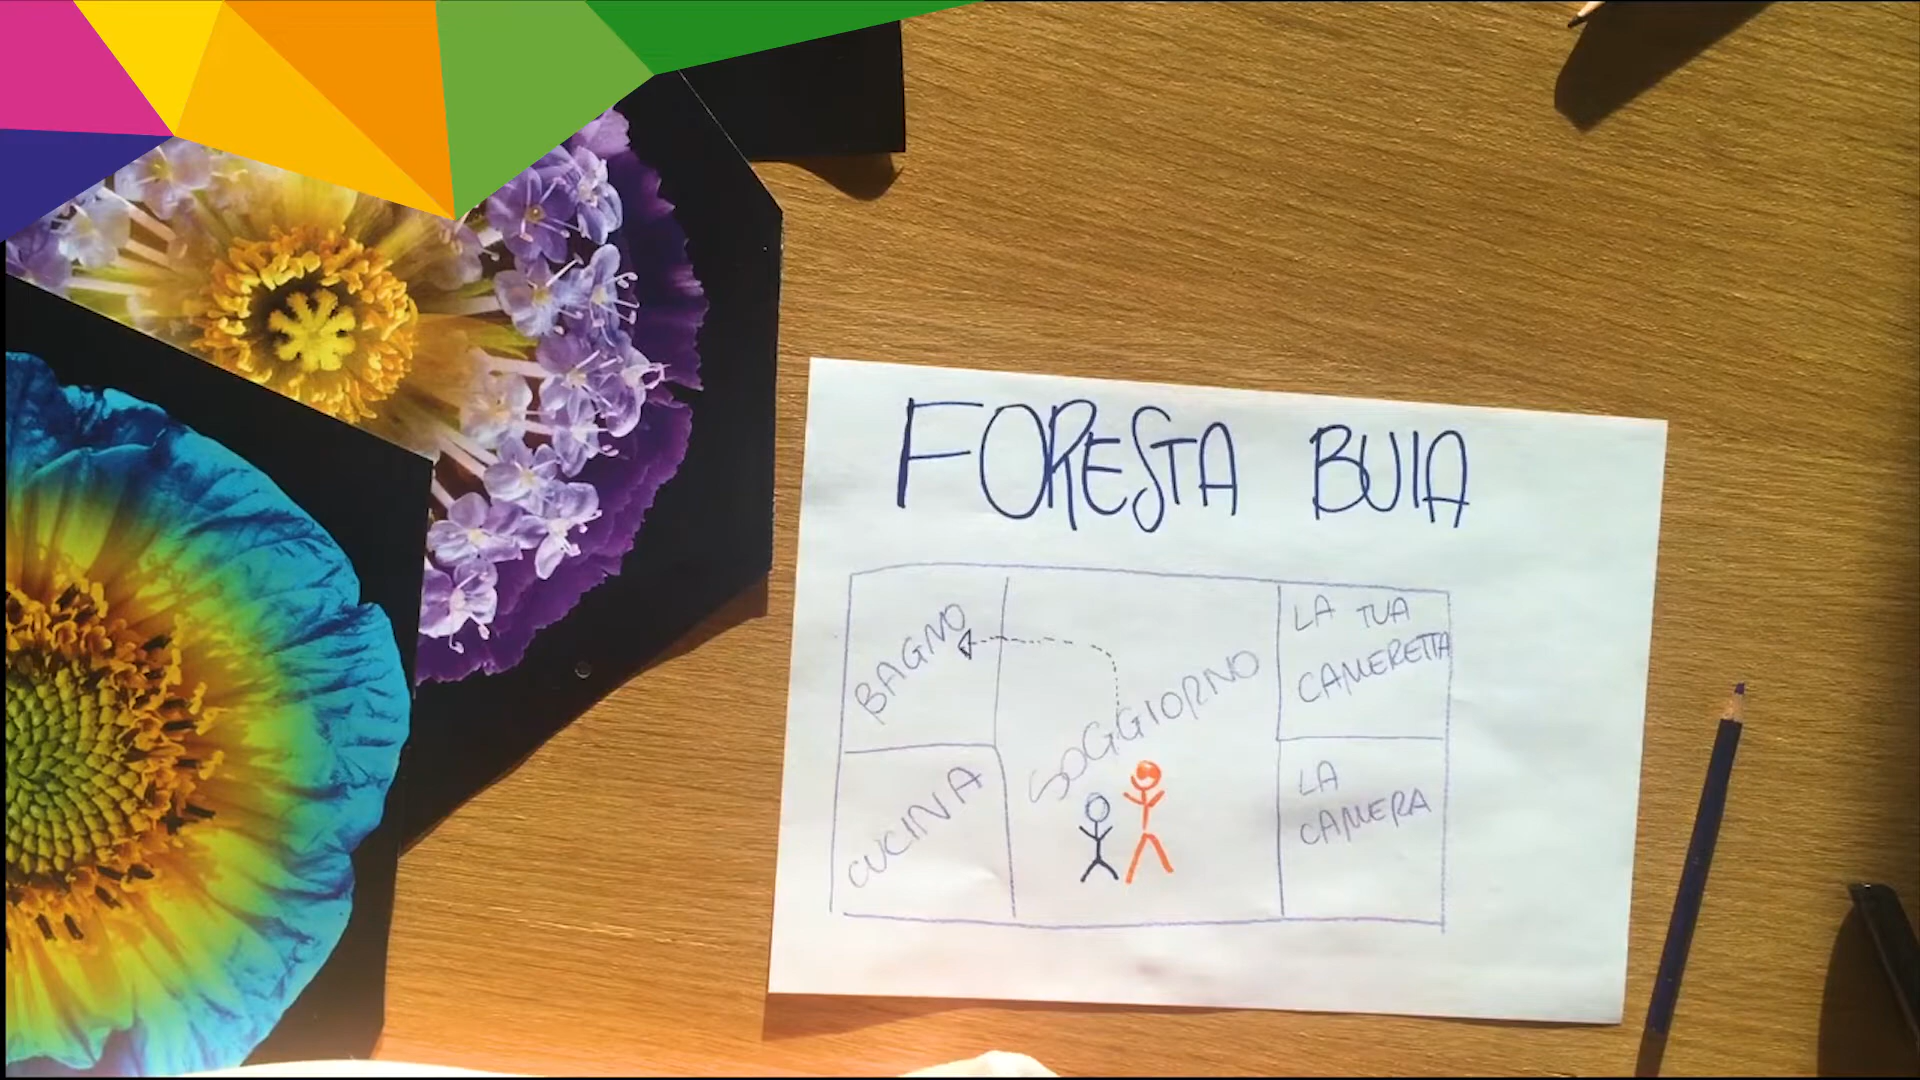 FORESTA BUIA
BAGNO
SOGGIORNO
CUCINA
LA TUA
CAMERETTA
LA
CAMERA